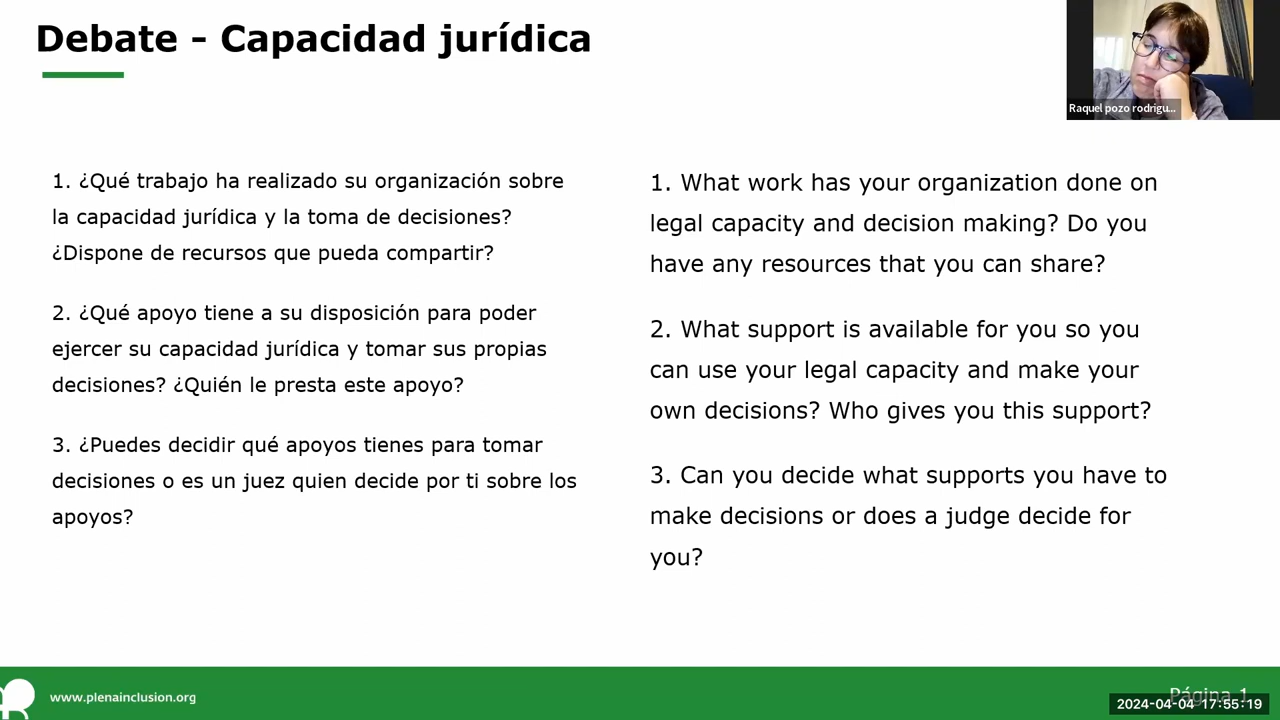 Debate - Capacidad jurídica
Raquel pozo rodrigu...
1. ¿Qué trabajo ha realizado su organización sobre
la capacidad jurídica y la toma de decisiones?
¿Dispone de recursos que pueda compartir?
2. ¿Qué apoyo tiene a su disposición para poder
ejercer su capacidad jurídica y tomar sus propias
decisiones? ¿Quién le presta este apoyo?
3. ¿Puedes decidir qué apoyos tienes para tomar
decisiones o es un juez quien decide por ti sobre los
apoyos?
1. What work has your organization done on
legal capacity and decision making? Do you
have any resources that you can share?
2. What support is available for you so you
can use your legal capacity and make your
own decisions? Who gives you this support?
3. Can you decide what supports you have to
make decisions or does a judge decide for
you?
www.plenainclusion.org
Página 1
2024-04-04 17:55:19